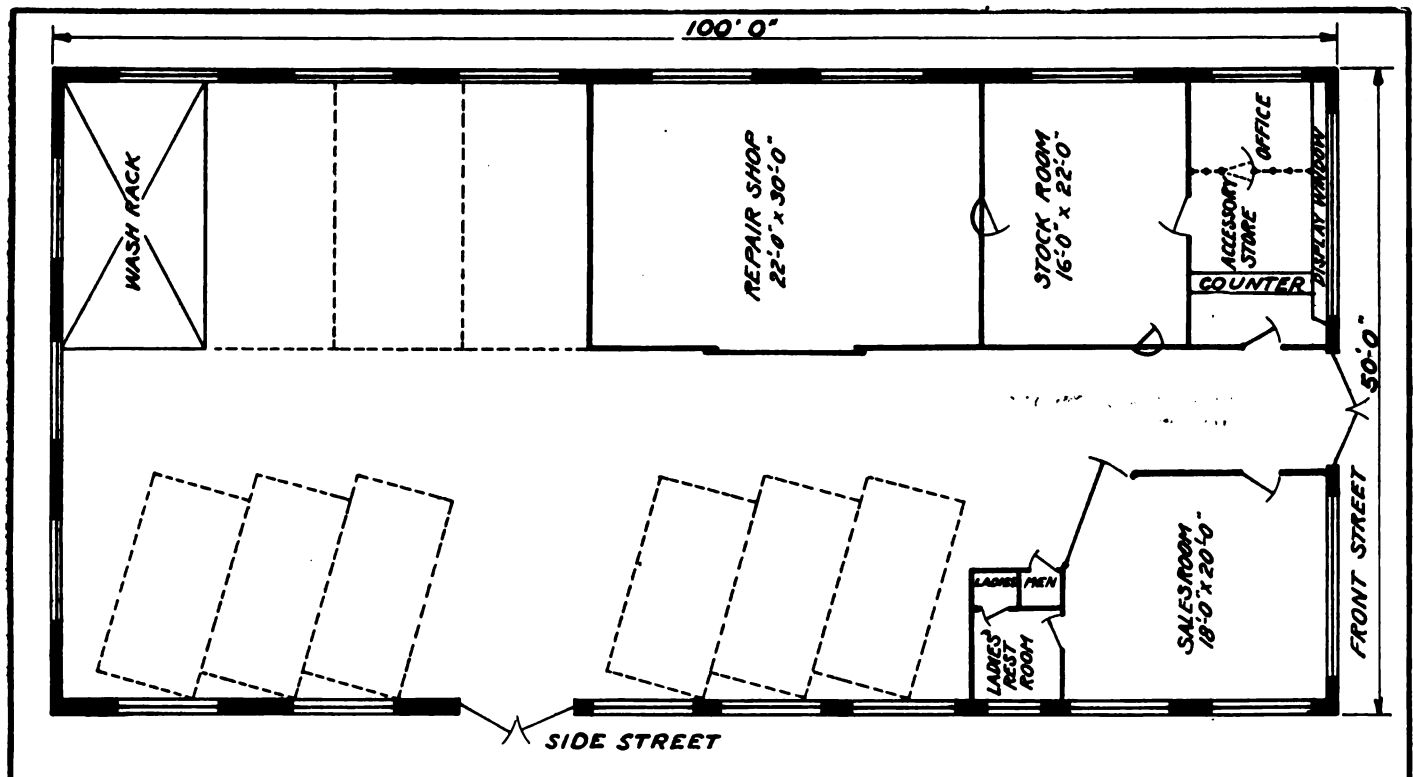 100' 0"
WASH RACK
REPAIR SHOP
22'-0" x 30'-0"
STOCK ROOM
16'-0" x 22'-0"
OFFICE
ACCESSORY
STORE
DISPLAY WINDOW
COUNTER
50'-0"
LADIES
MEN
LADIES'
REST
ROOM
SALESROOM
18'-0" x 20'-0"
FRONT STREET
SIDE STREET